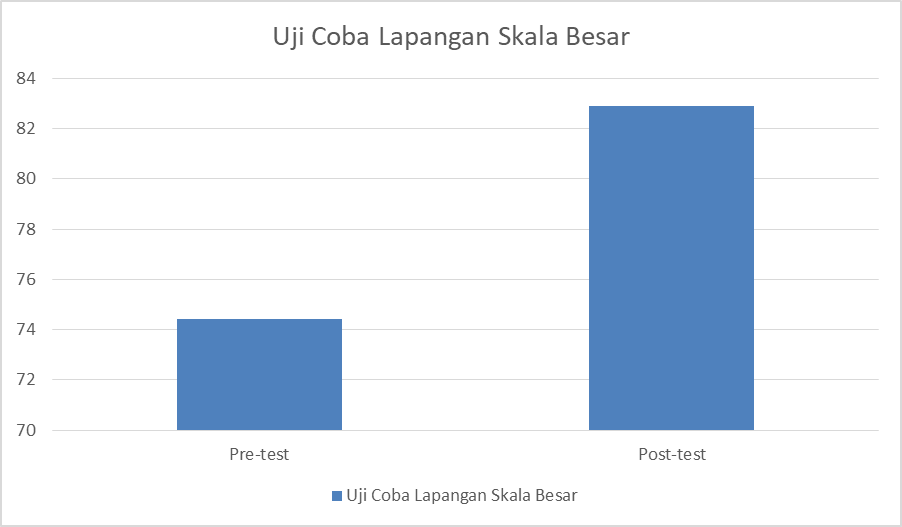 Uji Coba Lapangan Skala Besar
84
82
80
78
76
74
72
70
Pre-test
Post-test
Uji Coba Lapangan Skala Besar